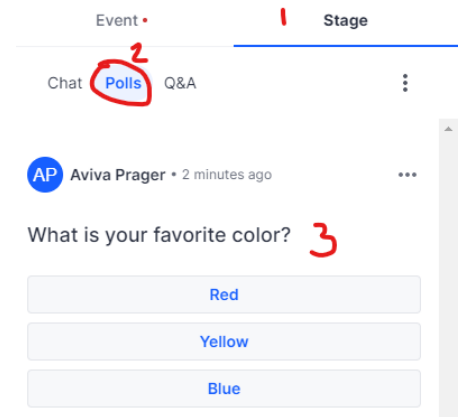 Event • 1 Stage
2
Chat Polls Q&A
AP Aviva Prager • 2 minutes ago
What is your favorite color? 3
Red
Yellow
Blue